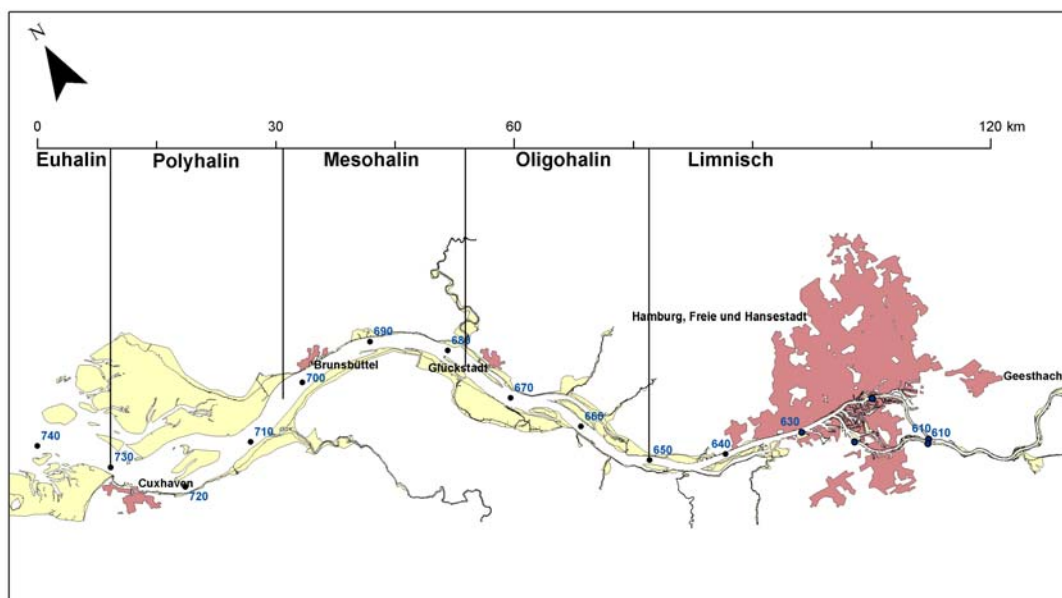 N
0 30 60 120 km
Euhalin Polyhalin Mesohalin Oligohalin Limnisch
Hamburg, Freie und Hansestadt
690
680
Brunsbüttel
Glückstadt
Geesthach
700
670
660
630
710
740
640
610
650
610
730
Cuxhaven
720